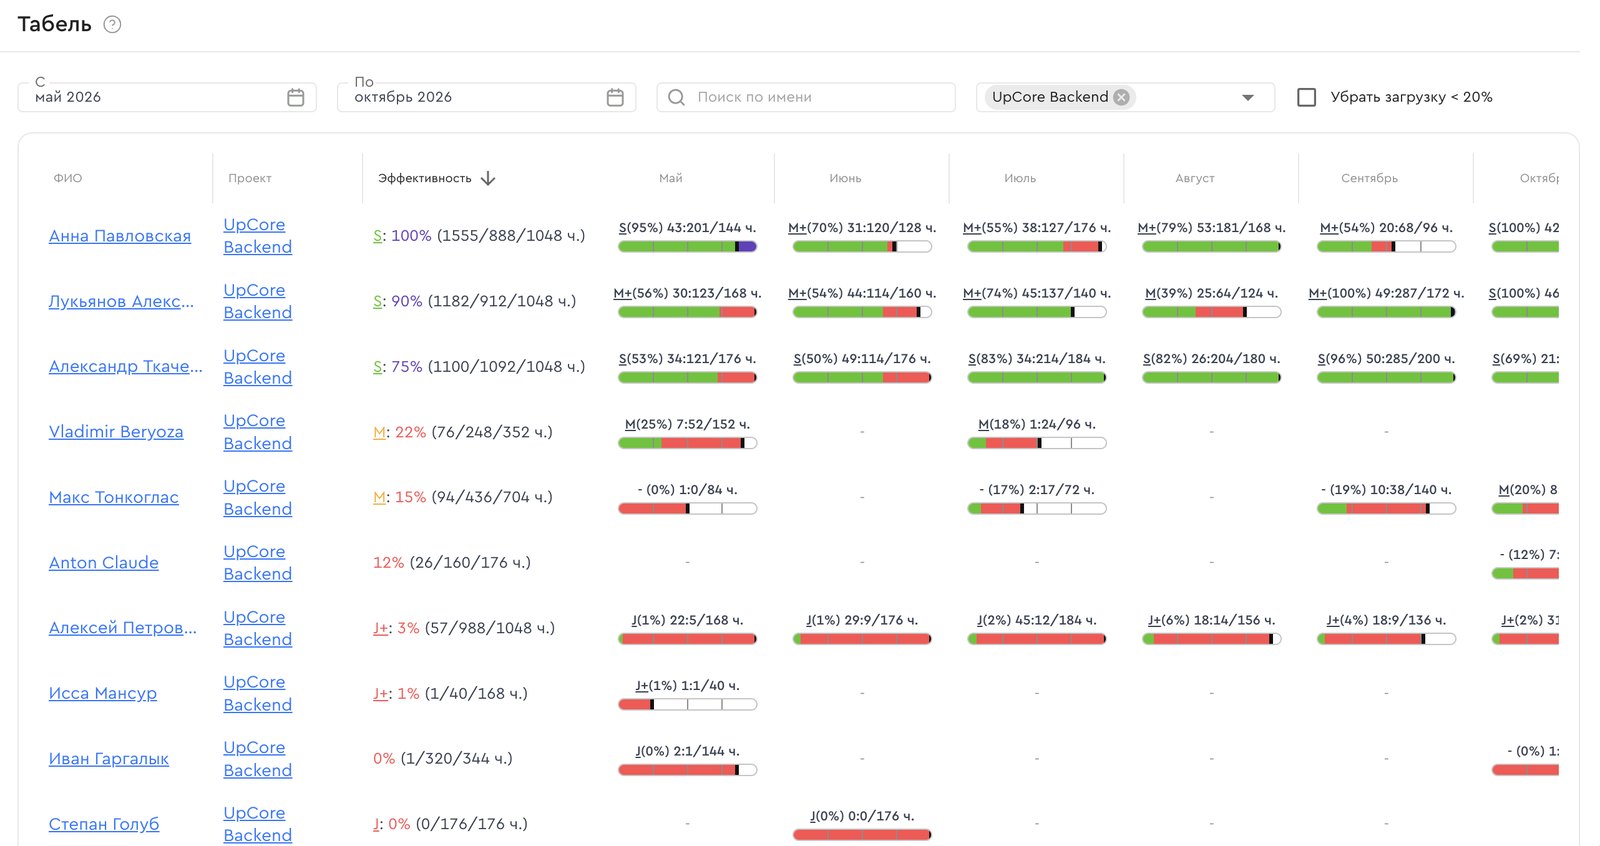 Табель ?
С
май 2026
По
октябрь 2026
Поиск по имени
UpCore Backend
Убрать загрузку < 20%
ФИО Проект Эффективность Май Июнь Июль Август Сентябрь Октябр
Анна Павловская UpCore Backend S: 100% (1555/888/1048 ч.) S(95%) 43:201/144 ч. M+(70%) 31:120/128 ч. M+(55%) 38:127/176 ч. M+(79%) 53:181/168 ч. M+(54%) 20:68/96 ч. S(100%) 42
Лукьянов Алекс... UpCore Backend S: 90% (1182/912/1048 ч.) M+(56%) 30:123/168 ч. M+(54%) 44:114/160 ч. M+(74%) 45:137/140 ч. M(39%) 25:64/124 ч. M+(100%) 49:287/172 ч. S(100%) 46
Александр Ткаче... UpCore Backend S: 75% (1100/1092/1048 ч.) S(53%) 34:121/176 ч. S(50%) 49:114/176 ч. S(83%) 34:214/184 ч. S(82%) 26:204/180 ч. S(96%) 50:285/200 ч. S(69%) 21:
Vladimir Beryoza UpCore Backend M: 22% (76/248/352 ч.) M(25%) 7:52/152 ч. - M(18%) 1:24/96 ч. - -
Макс Тонкоглас UpCore Backend M: 15% (94/436/704 ч.) - (0%) 1:0/84 ч. - - (17%) 2:17/72 ч. - - (19%) 10:38/140 ч. M(20%) 8
Anton Claude UpCore Backend 12% (26/160/176 ч.) - - - - - - (12%) 7:
Алексей Петров... UpCore Backend J+: 3% (57/988/1048 ч.) J(1%) 22:5/168 ч. J(1%) 29:9/176 ч. J(2%) 45:12/184 ч. J+(6%) 18:14/156 ч. J+(4%) 18:9/136 ч. J+(2%) 31
Исса Мансур UpCore Backend J+: 1% (1/40/168 ч.) J+(1%) 1:1/40 ч. - - - -
Иван Гаргалык UpCore Backend 0% (1/320/344 ч.) J(0%) 2:1/144 ч. - - - - - (0%) 1:
Степан Голуб UpCore Backend J: 0% (0/176/176 ч.) - J(0%) 0:0/176 ч. - - -